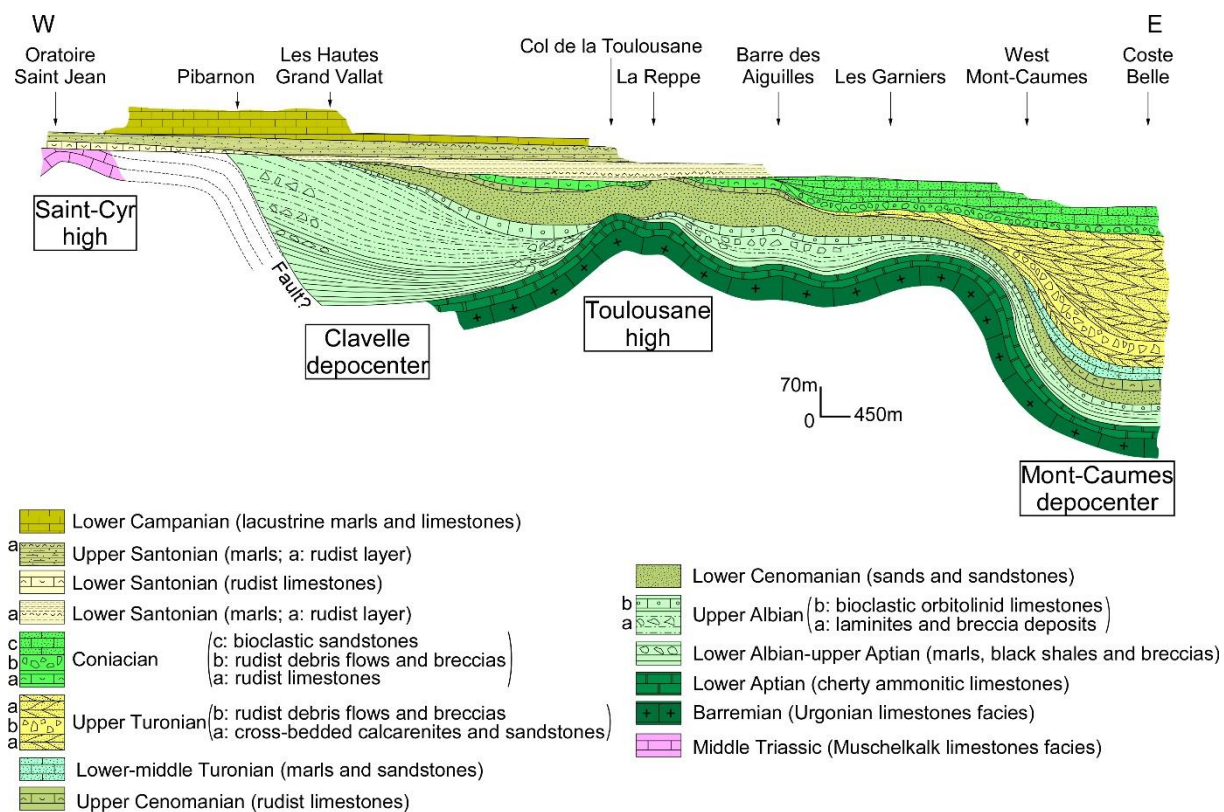 W
E
Oratoire
Saint Jean
Pibarnon
Les Hautes
Grand Vallat
Col de la Toulousane
La Reppe
Barre des
Aiguilles
Les Garniers
West
Mont-Caumes
Coste
Belle
Saint-Cyr
high
Fault?
Clavelle
depocenter
Toulousane
high
70m
0
450m
Mont-Caumes
depocenter
Lower Campanian (lacustrine marls and limestones)
a
Upper Santonian (marls; a: rudist layer)
Lower Santonian (rudist limestones)
a
Lower Santonian (marls; a: rudist layer)
c
b
a
Coniacian
c: bioclastic sandstones
b: rudist debris flows and breccias
a: rudist limestones
a
b
a
Upper Turonian
b: rudist debris flows and breccias
a: cross-bedded calcarenites and sandstones
Lower-middle Turonian (marls and sandstones)
Upper Cenomanian (rudist limestones)
Lower Cenomanian (sands and sandstones)
b
a
Upper Albian
b: bioclastic orbitolinid limestones
a: laminites and breccia deposits
Lower Albian-upper Aptian (marls, black shales and breccias)
Lower Aptian (cherty ammonitic limestones)
Barremian (Urgonian limestones facies)
Middle Triassic (Muschelkalk limestones facies)